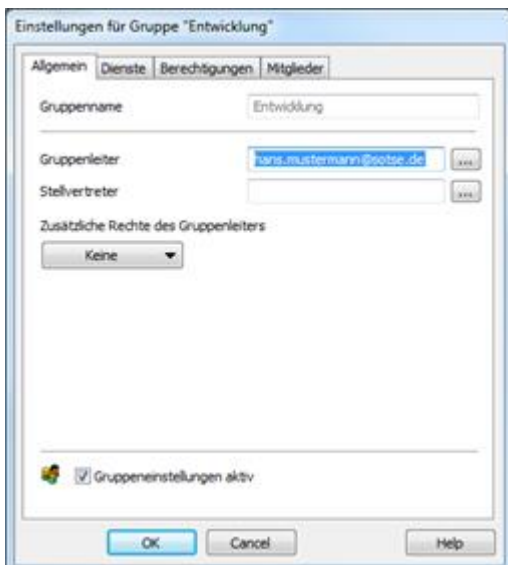 Einstellungen für Gruppe "Entwicklung"
Allgemein Dienste Berechtigungen Mitglieder
Gruppenname Entwicklung
Gruppenleiter hans.mustermann@sotse.de ...
Stellvertreter ...
Zusätzliche Rechte des Gruppenleiters
Keine
Gruppeneinstellungen aktiv
OK Cancel Help